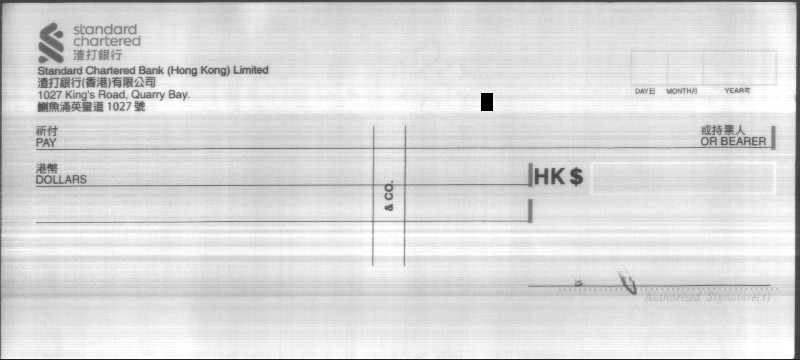 standard
chartered
渣打銀行
Standard Chartered Bank (Hong Kong) Limited
渣打銀行(香港)有限公司
1027 King's Road, Quarry Bay.
鰂魚涌英皇道 1027 號
DAY日 MONTH月 YEAR年
祈付
PAY
或持票人
OR BEARER
港幣
DOLLARS
HK $
& CO.
Authorized Signature(s)